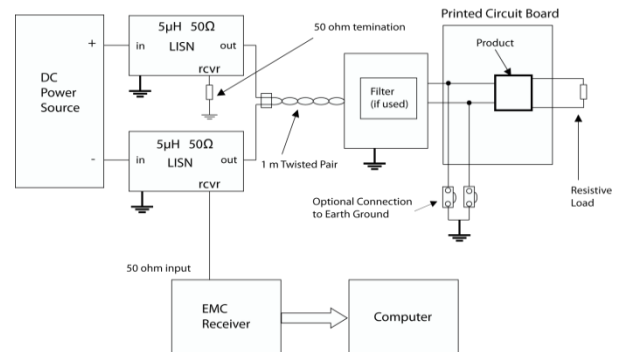 Printed Circuit Board
5µH 50Ω
in LISN out
rcvr
50 ohm temination
Product
+
DC
Power
Source
Filter
(if used)
5µH 50Ω
in LISN out
rcvr
-
1 m Twisted Pair
Optional Connection
to Earth Ground
Resistive
Load
50 ohm input
EMC
Receiver
Computer